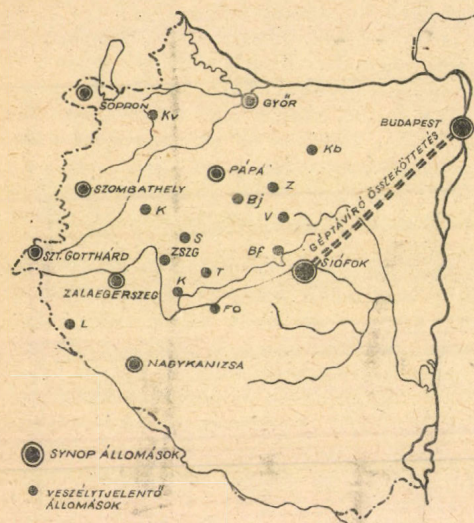 SOPRON
Kv
GYŐR
BUDAPEST
Kb
PÁPA
Z
SZOMBATHELY
Bj
K
V
GÉPTÁVÍRÓ ÖSSZEKÖTTETÉS
S
Bf
SZT. GOTTHÁRD
ZSZG
SIÓFOK
T
ZALAEGERSZEG
K
FO
L
NAGYKANIZSA
SYNOP ÁLLOMÁSOK
VESZÉLYTJELENTŐ
ÁLLOMÁSOK